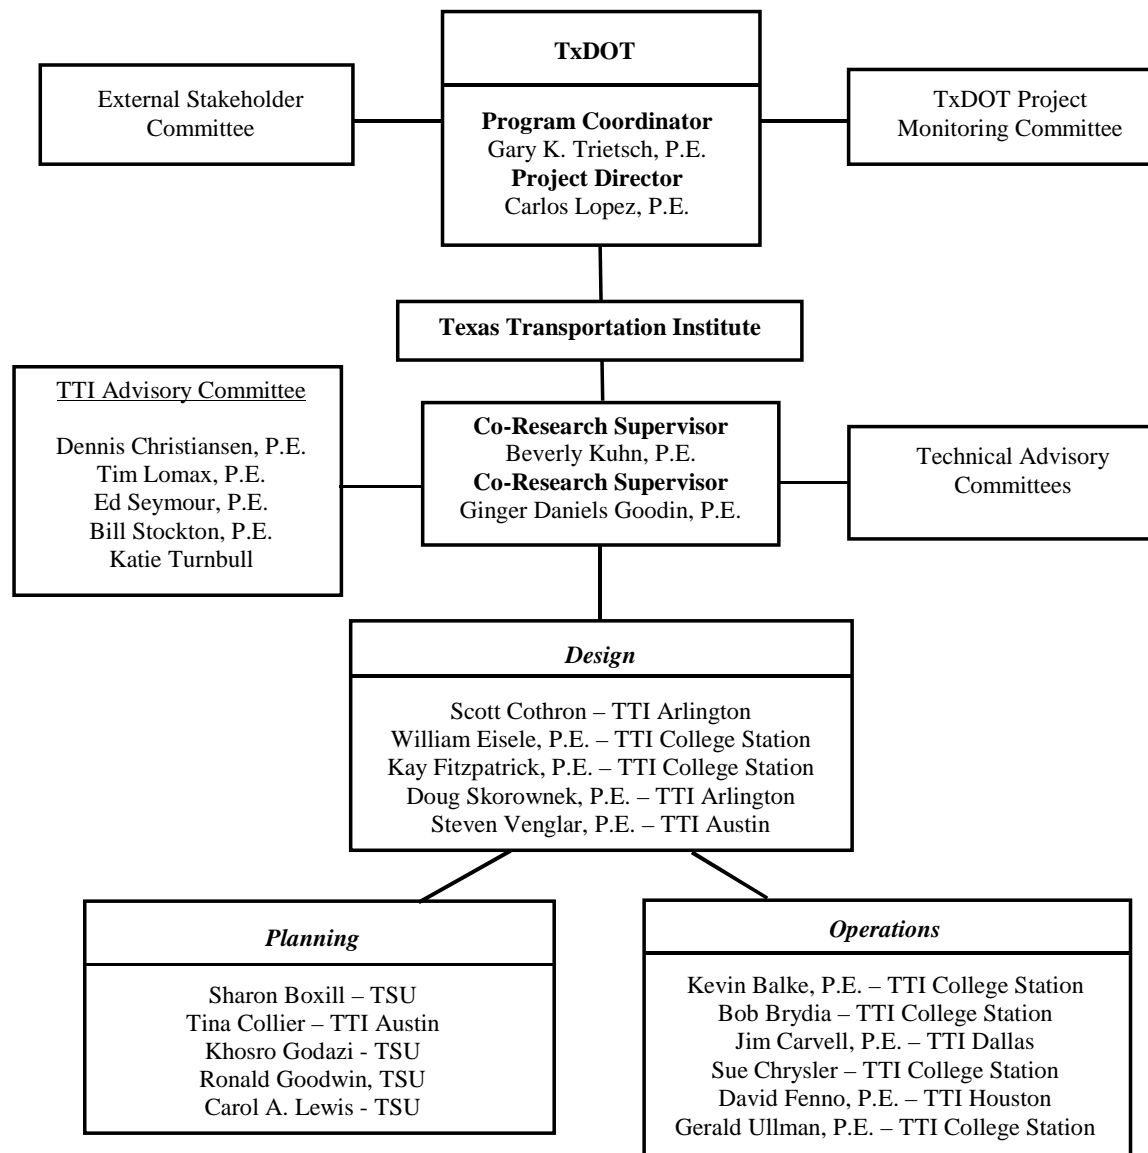 TxDOT
External Stakeholder
Committee
Program Coordinator
Gary K. Trietsch, P.E.
Project Director
Carlos Lopez, P.E.
TxDOT Project
Monitoring Committee
Texas Transportation Institute
TTI Advisory Committee
Dennis Christiansen, P.E.
Tim Lomax, P.E.
Ed Seymour, P.E.
Bill Stockton, P.E.
Katie Turnbull
Co-Research Supervisor
Beverly Kuhn, P.E.
Co-Research Supervisor
Ginger Daniels Goodin, P.E.
Technical Advisory
Committees
Design
Scott Cothron – TTI Arlington
William Eisele, P.E. – TTI College Station
Kay Fitzpatrick, P.E. – TTI College Station
Doug Skorownek, P.E. – TTI Arlington
Steven Venglar, P.E. – TTI Austin
Planning
Sharon Boxill – TSU
Tina Collier – TTI Austin
Khosro Godazi - TSU
Ronald Goodwin, TSU
Carol A. Lewis - TSU
Operations
Kevin Balke, P.E. – TTI College Station
Bob Brydia – TTI College Station
Jim Carvell, P.E. – TTI Dallas
Sue Chrysler – TTI College Station
David Fenno, P.E. – TTI Houston
Gerald Ullman, P.E. – TTI College Station